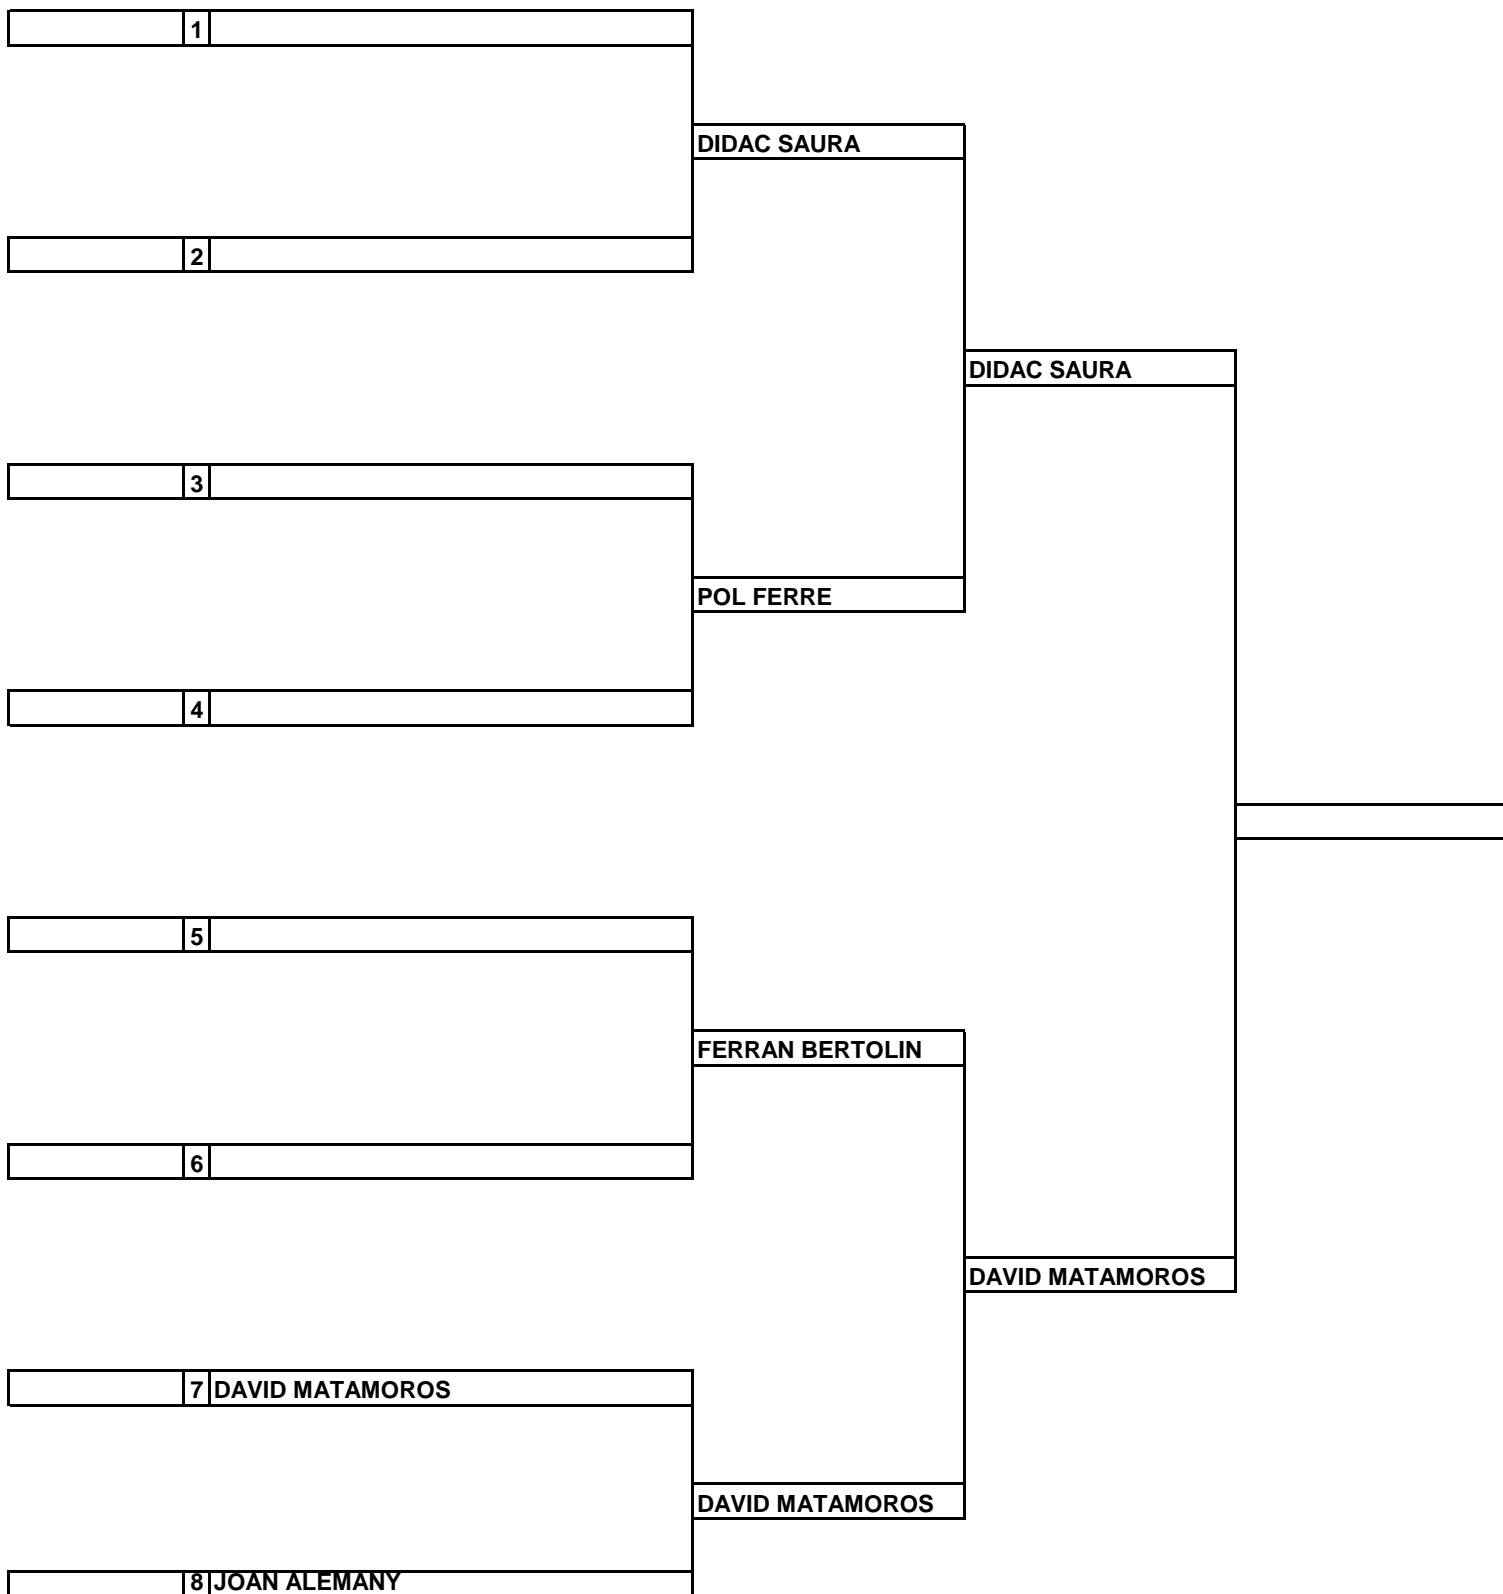 1
DIDAC SAURA
2
DIDAC SAURA
3
POL FERRE
4
5
FERRAN BERTOLIN
6
DAVID MATAMOROS
7 DAVID MATAMOROS
DAVID MATAMOROS
8 JOAN ALEMANY